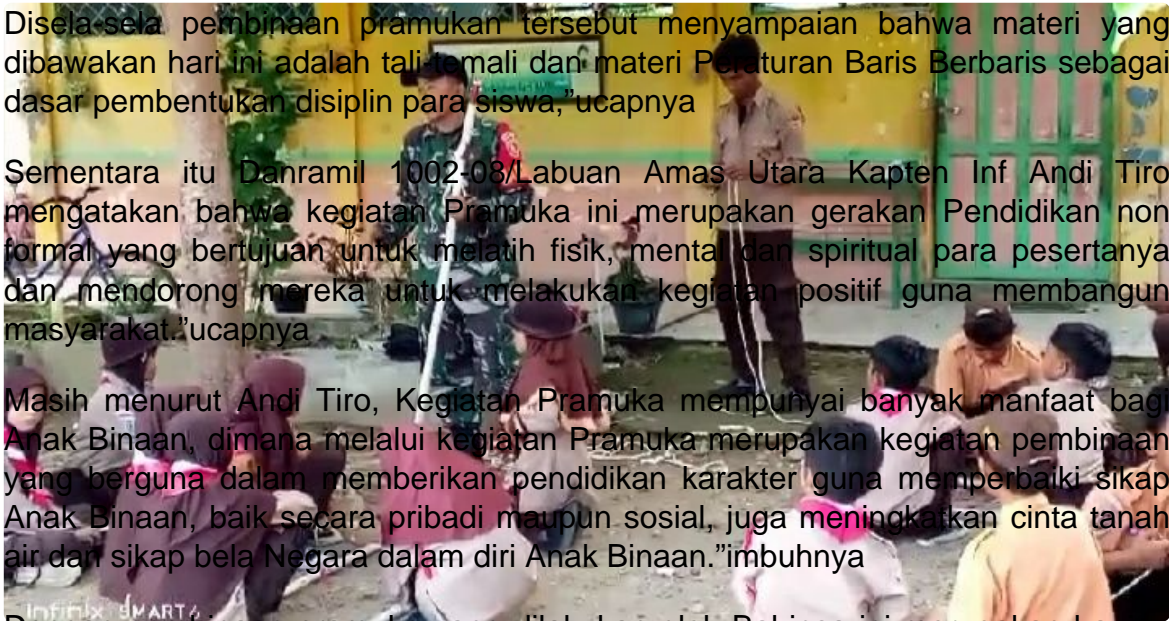 Disela-sela pembinaan pramukan tersebut menyampaian bahwa materi yang
dibawakan hari ini adalah tali-temali dan materi Peraturan Baris Berbaris sebagai
dasar pembentukan disiplin para siswa,"ucapnya
Sementara itu Danramil 1002-08/Labuan Amas Utara Kapten Inf Andi Tiro
mengatakan bahwa kegiatan Pramuka ini merupakan gerakan Pendidikan non
formal yang bertujuan untuk melatih fisik, mental dan spiritual para pesertanya
dan mendorong mereka untuk melakukan kegiatan positif guna membangun
masyarakat."ucapnya
Masih menurut Andi Tiro, Kegiatan Pramuka mempunyai banyak manfaat bagi
Anak Binaan, dimana melalui kegiatan Pramuka merupakan kegiatan pembinaan
yang berguna dalam memberikan pendidikan karakter guna memperbaiki sikap
Anak Binaan, baik secara pribadi maupun sosial, juga meningkatkan cinta tanah
air dan sikap bela Negara dalam diri Anak Binaan."imbuhnya
Infinix SMART